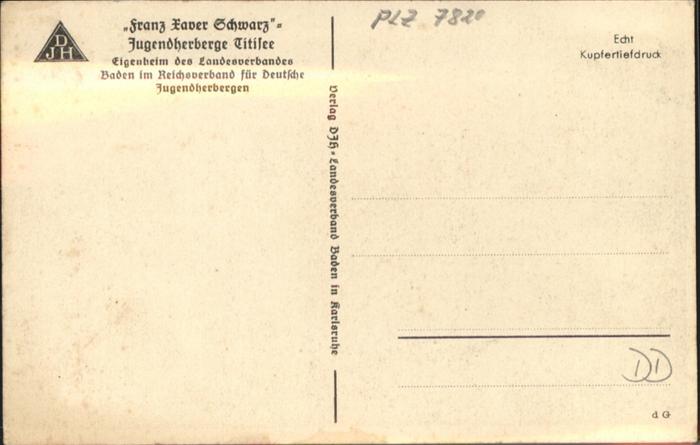 DJH
„Franz Xaver Schwarz"=
Jugendherberge Titisee
Eigenheim des Landesverbandes
Baden im Reichsverband für Deutsche
Jugendherbergen
PLZ 7820
Echt
Kupfertiefdruck
Verlag DJH=Landesverband Baden in Karlsruhe
DD
d G